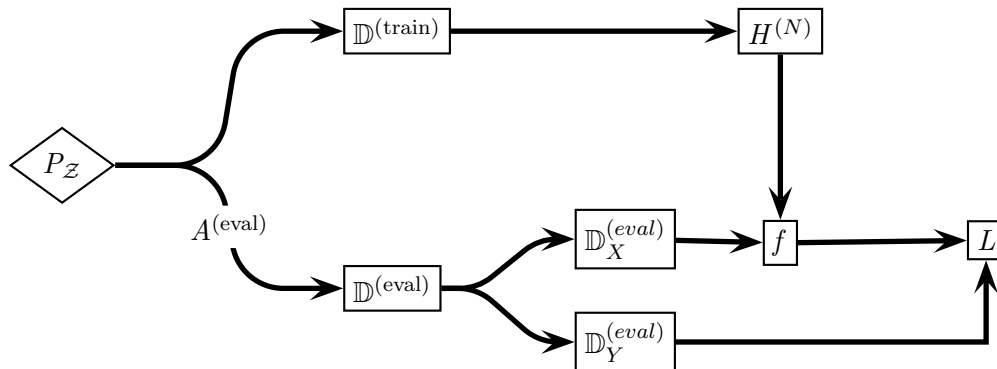 𝔻^(train)
H^(N)
P_𝒵
A^(eval)
𝔻_X^(eval)
f
L
𝔻^(eval)
𝔻_Y^(eval)